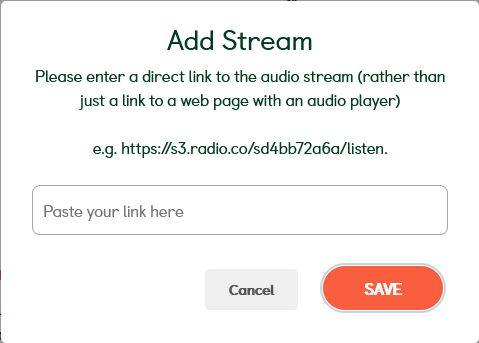 Add Stream
Please enter a direct link to the audio stream (rather than
just a link to a web page with an audio player)
e.g. https://s3.radio.co/sd4bb72a6a/listen.
Paste your link here
Cancel
SAVE